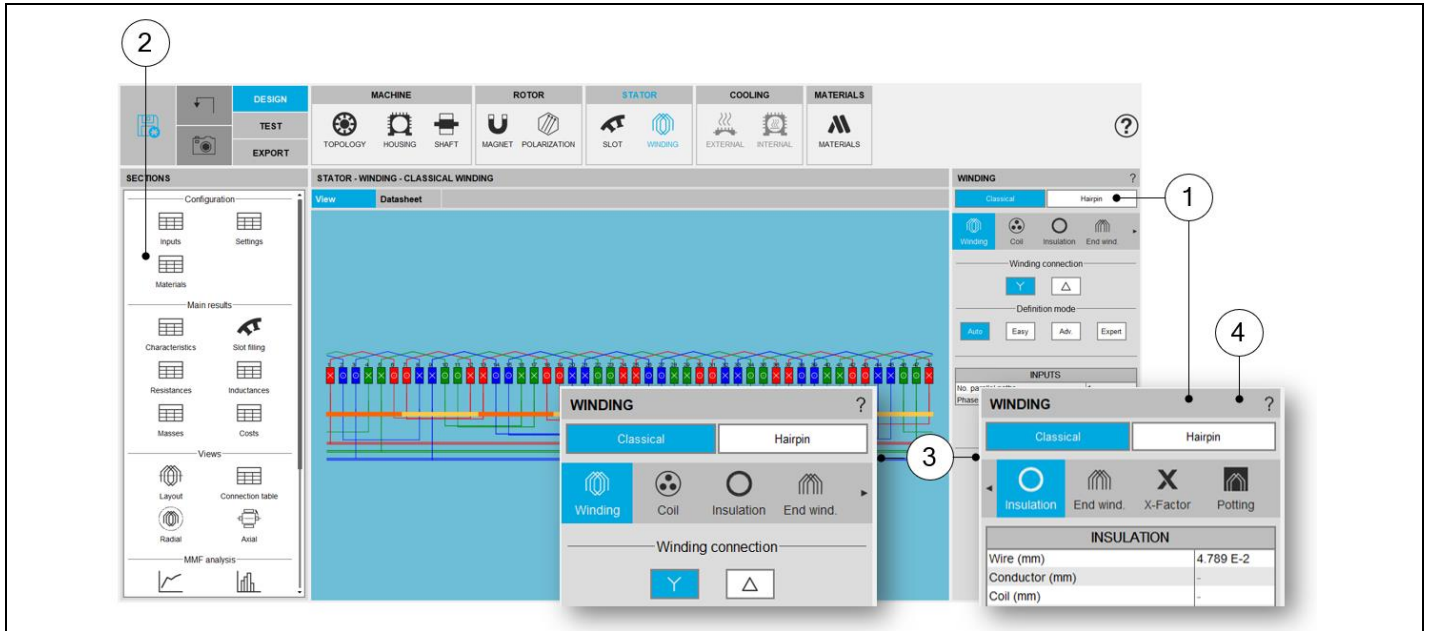 2
DESIGN
TEST
EXPORT
MACHINE
ROTOR
STATOR
COOLING
MATERIALS
TOPOLOGY
HOUSING
SHAFT
MAGNET
POLARIZATION
SLOT
WINDING
EXTERNAL
INTERNAL
MATERIALS
?
SECTIONS
Configuration
Inputs
Settings
Materials
Main results
Characteristics
Slot filling
Resistances
Inductances
Masses
Costs
Views
Layout
Connection table
Radial
Axial
MMF analysis
STATOR - WINDING - CLASSICAL WINDING
View
Datasheet
WINDING ?
Classical
Hairpin
1
Winding
Coil
Insulation
End wind.
Winding connection
Definition mode
Auto
Easy
Adv.
Expert
4
INPUTS
Phase
WINDING ?
Classical
Hairpin
Winding
Coil
Insulation
End wind.
Winding connection
3
WINDING ?
Classical
Hairpin
Insulation
End wind.
X-Factor
Potting
INSULATION
Wire (mm) 4.789 E-2
Conductor (mm) -
Coil (mm) -